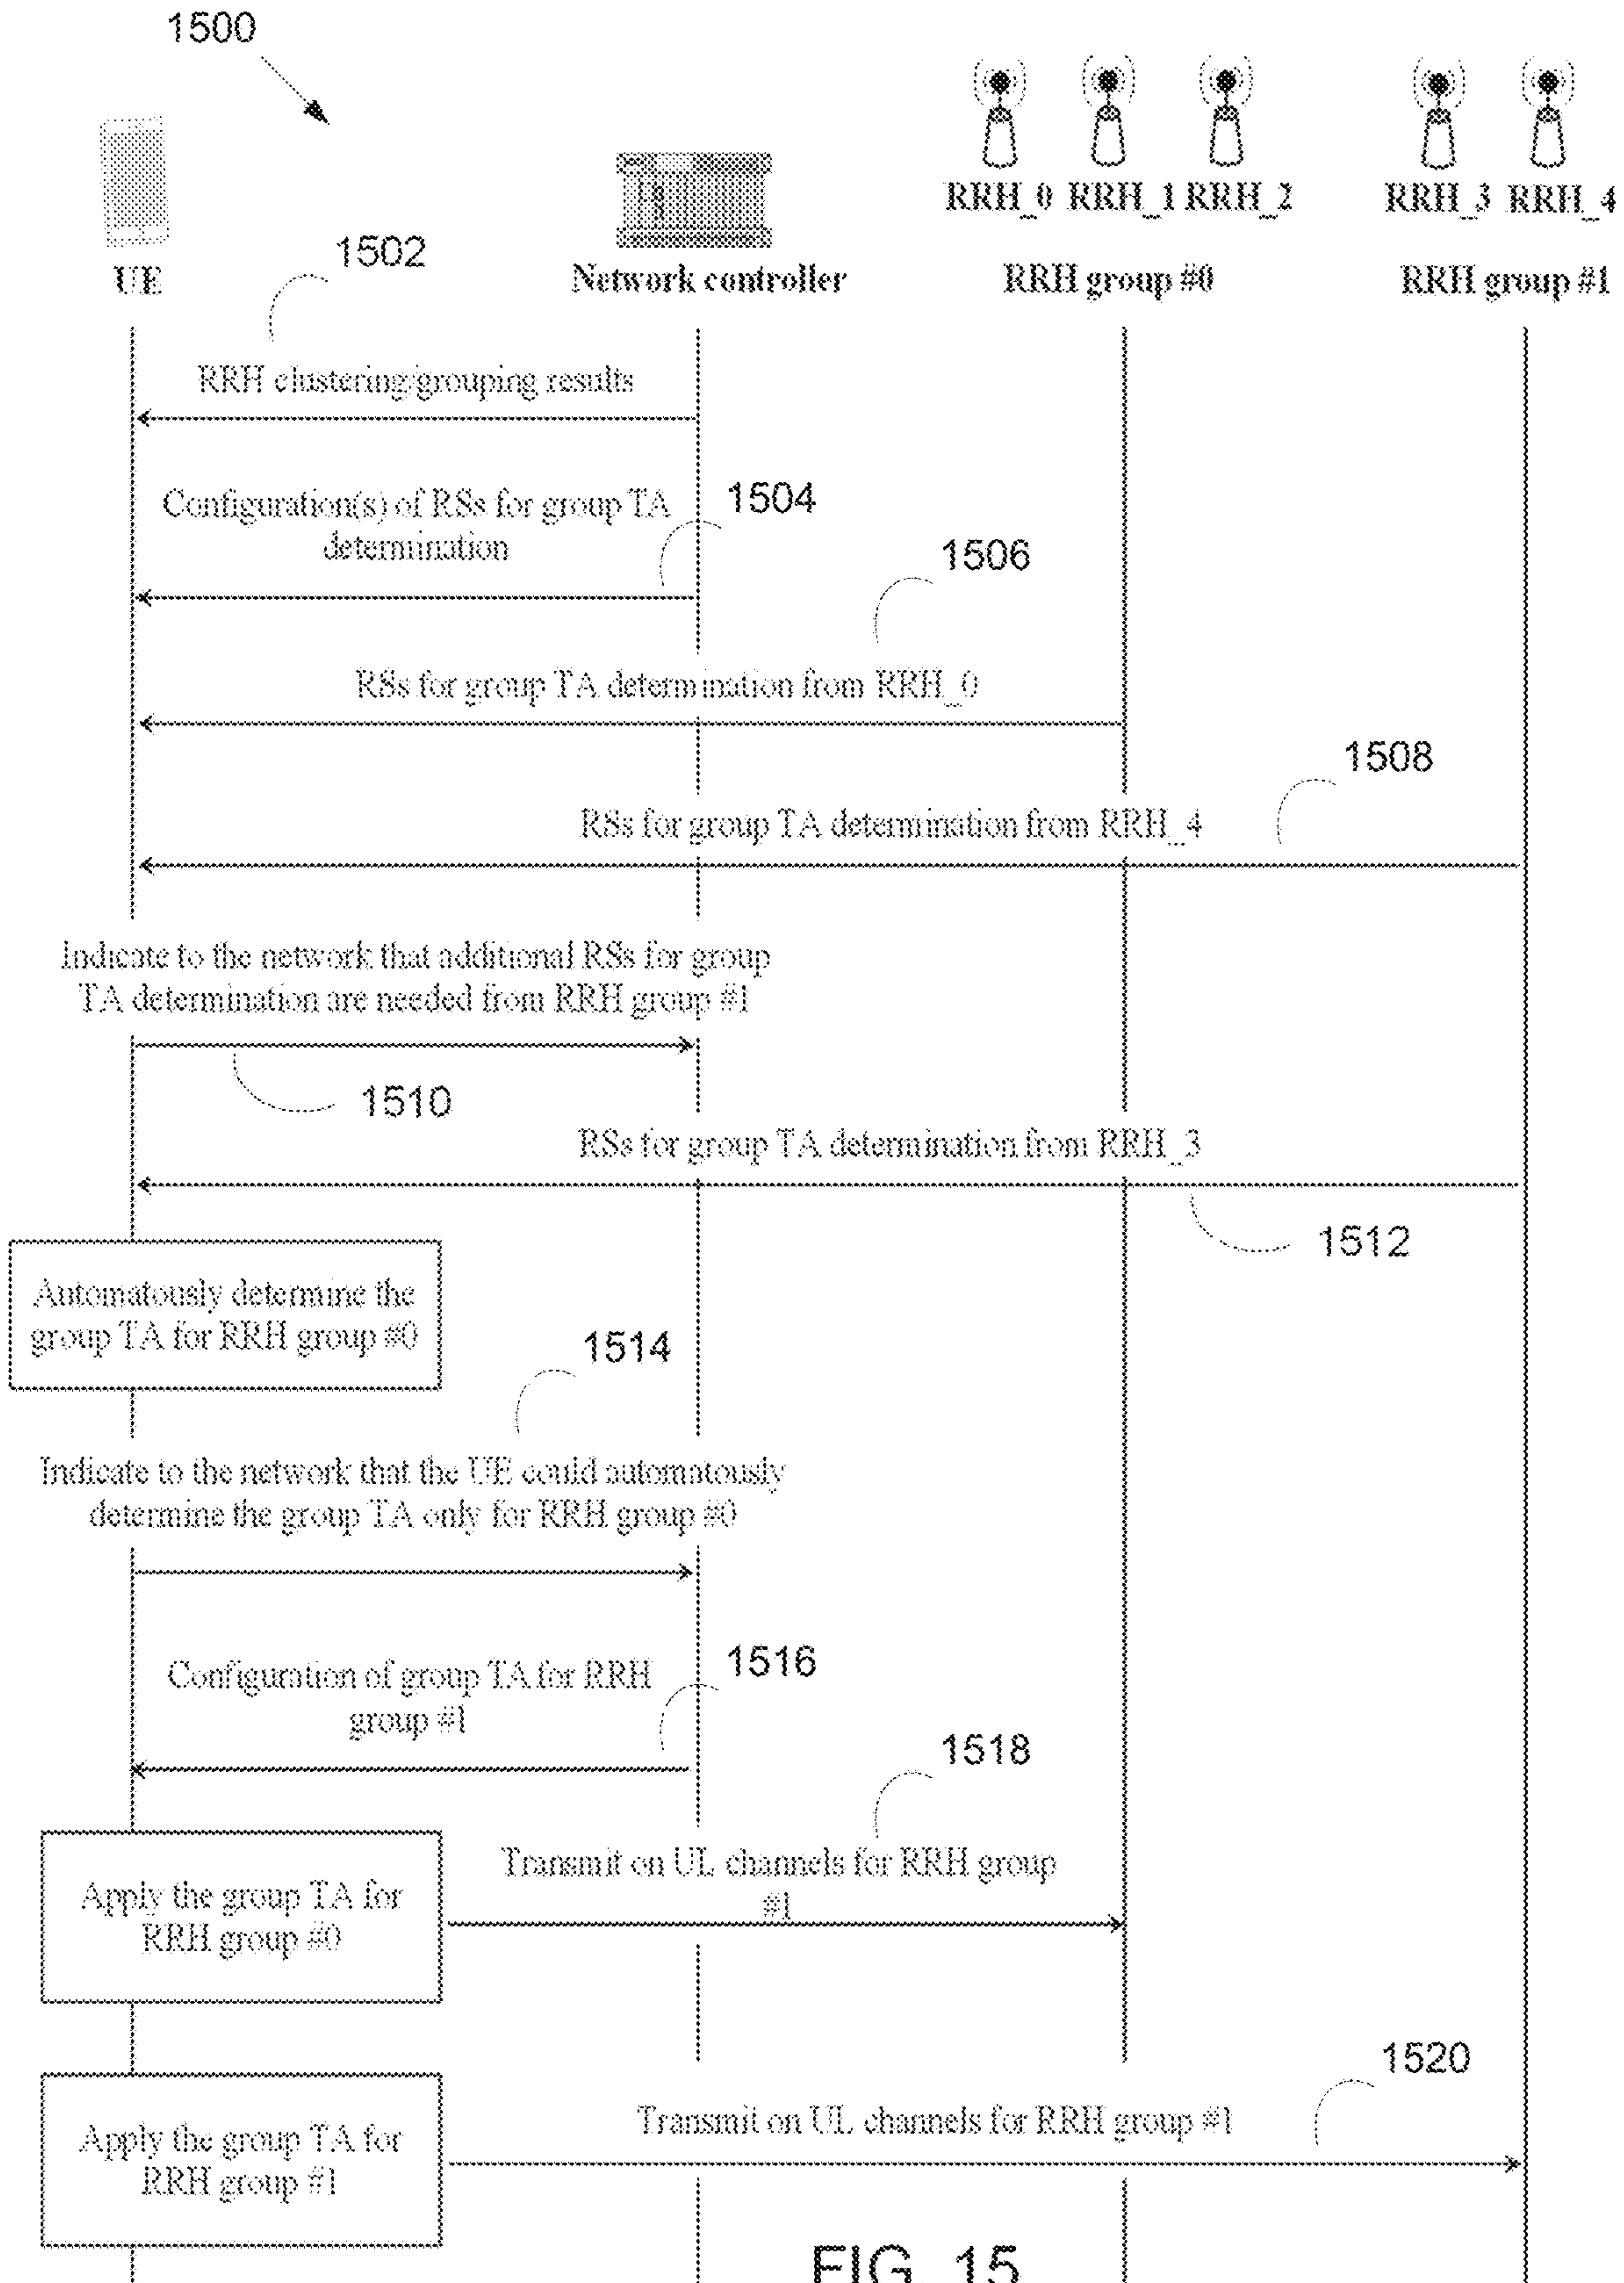 1500
RRH_0 RRH_1 RRH_2
RRH_3 RRH_4
UE
Network controller
RRH group #0
RRH group #1
1502
RRH clustering/grouping results
Configuration(s) of RSs for group TA
determination
1504
1506
RSs for group TA determination from RRH_0
1508
RSs for group TA determination from RRH_4
Indicate to the network that additional RSs for group
TA determination are needed from RRH group #1
1510
RSs for group TA determination from RRH_3
1512
Automatously determine the
group TA for RRH group #0
1514
Indicate to the network that the UE could automatously
determine the group TA only for RRH group #0
1516
Configuration of group TA for RRH
group #1
1518
Transmit on UL channels for RRH group
#1
Apply the group TA for
RRH group #0
1520
Transmit on UL channels for RRH group #1
Apply the group TA for
RRH group #1
FIG. 15